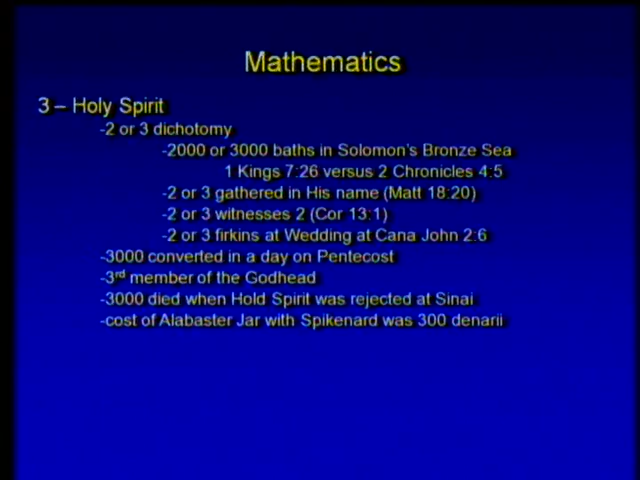 Mathematics
3 – Holy Spirit
-2 or 3 dichotomy
-2000 or 3000 baths in Solomon's Bronze Sea
1 Kings 7:26 versus 2 Chronicles 4:5
-2 or 3 gathered in His name (Matt 18:20)
-2 or 3 witnesses 2 (Cor 13:1)
-2 or 3 firkins at Wedding at Cana John 2:6
-3000 converted in a day on Pentecost
-3rd member of the Godhead
-3000 died when Hold Spirit was rejected at Sinai
-cost of Alabaster Jar with Spikenard was 300 denarii